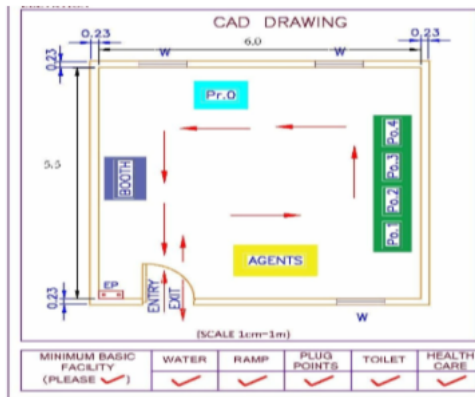 CAD DRAWING
0,23
6.0
0,23
W
W
0,23
Pr.O
5.5
BOOTH
Po.4
Po.3
Po.2
Po.1
AGENTS
EP
ENTRY
EXIT
0,23
W
(SCALE 1cm=1m)
MINIMUM BASIC FACILITY (PLEASE ✓)
WATER
RAMP
PLUG POINTS
TOILET
HEALTH CARE